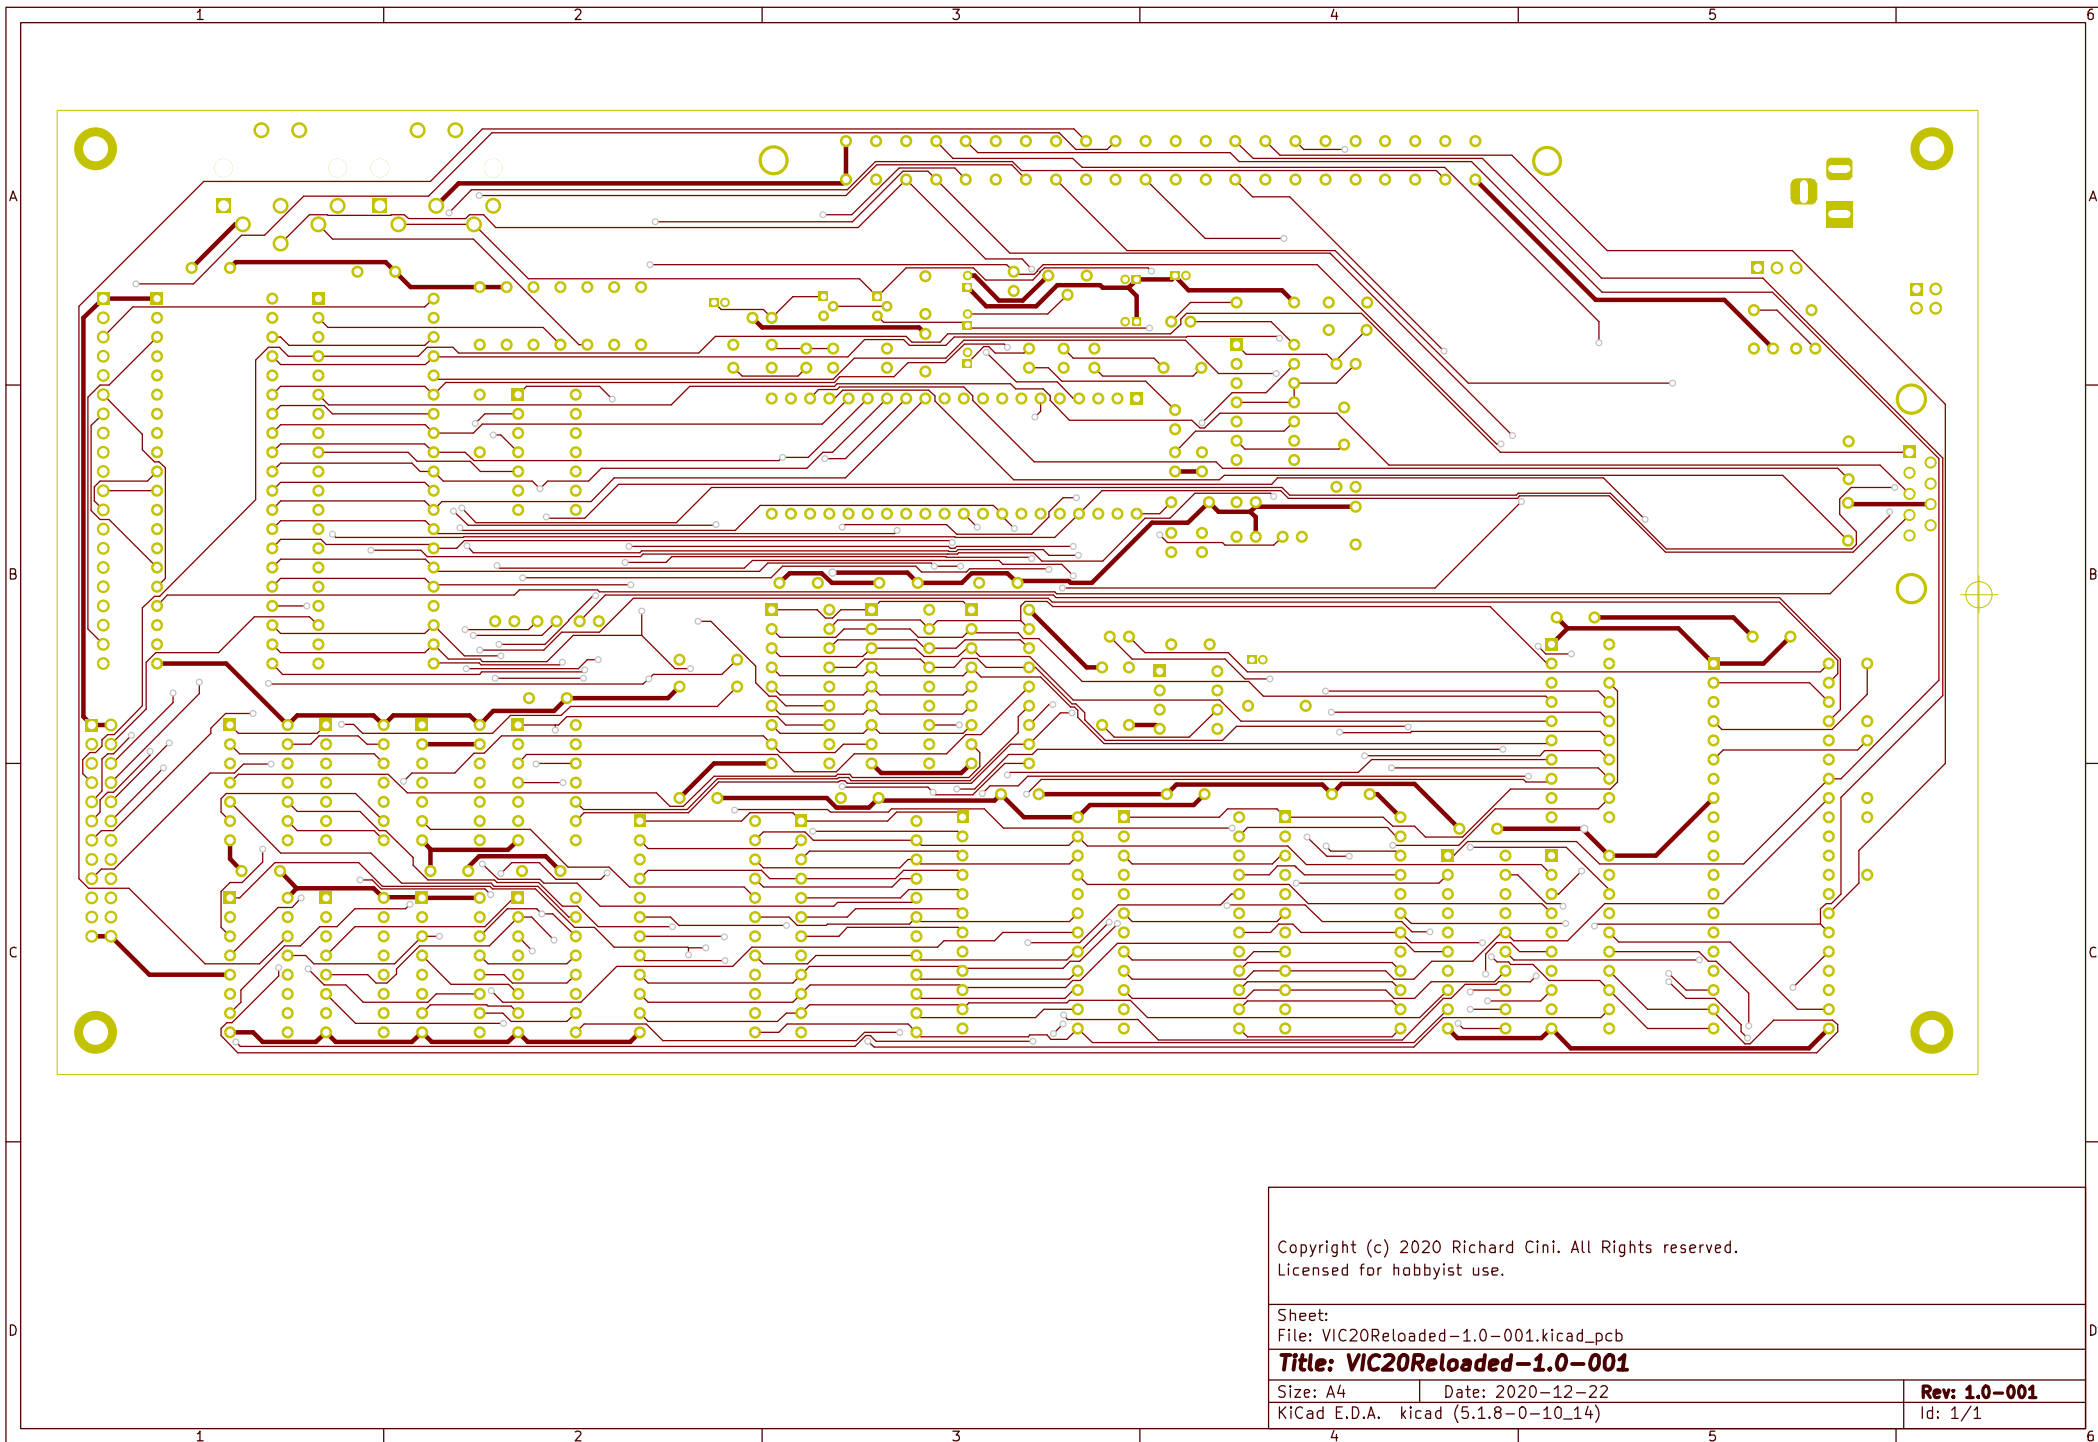 1 2 3 4 5 6
A A
B B
C C
Copyright (c) 2020 Richard Cini. All Rights reserved.
Licensed for hobbyist use.
Sheet:
File: VIC20Reloaded-1.0-001.kicad_pcb
D D
Title: VIC20Reloaded-1.0-001
Size: A4 Date: 2020-12-22 Rev: 1.0-001
KiCad E.D.A. kicad (5.1.8-0-10_14) Id: 1/1
1 2 3 4 5 6